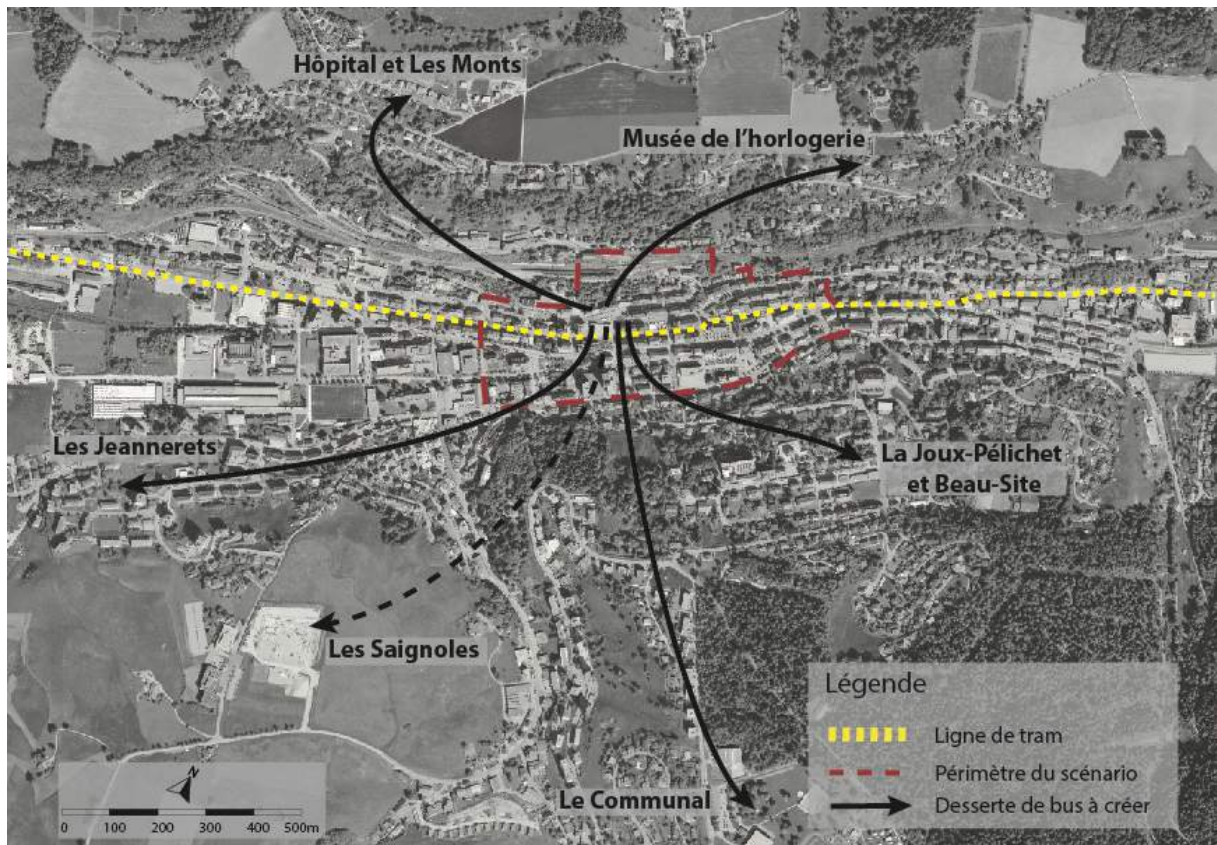 Hôpital et Les Monts
Musée de l'horlogerie
Les Jeannerets
La Joux-Pélichet
et Beau-Site
Les Saignoles
Le Communal
Légende
Ligne de tram
Périmètre du scénario
Desserte de bus à créer
N
0 100 200 300 400 500m